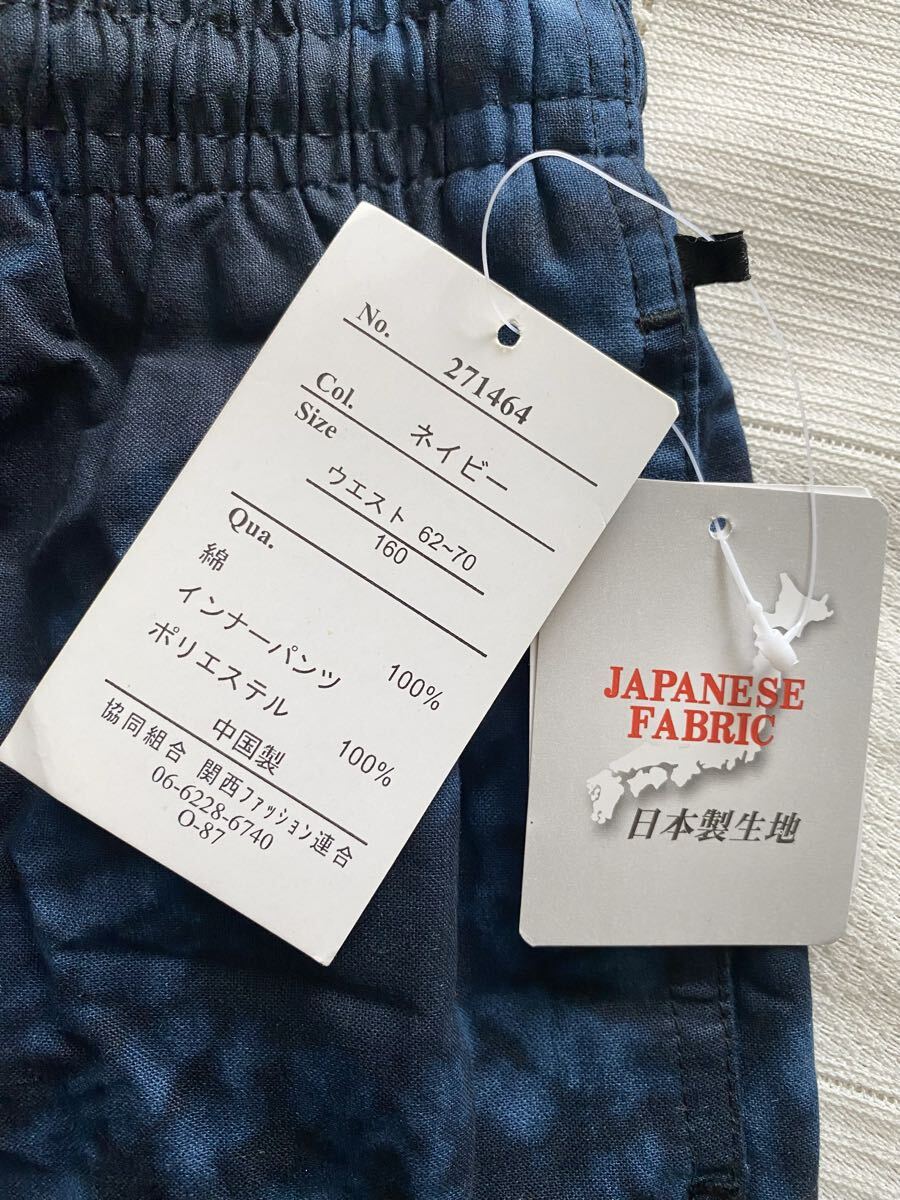 No.
271464
Col.
ネイビー
Size
ウエスト 62~70
160
Qua.
綿 100%
インナーパンツ
ポリエステル 100%
中国製
協同組合 関西ファッション連合
06-6228-6740
O-87
JAPANESE
FABRIC
日本製生地